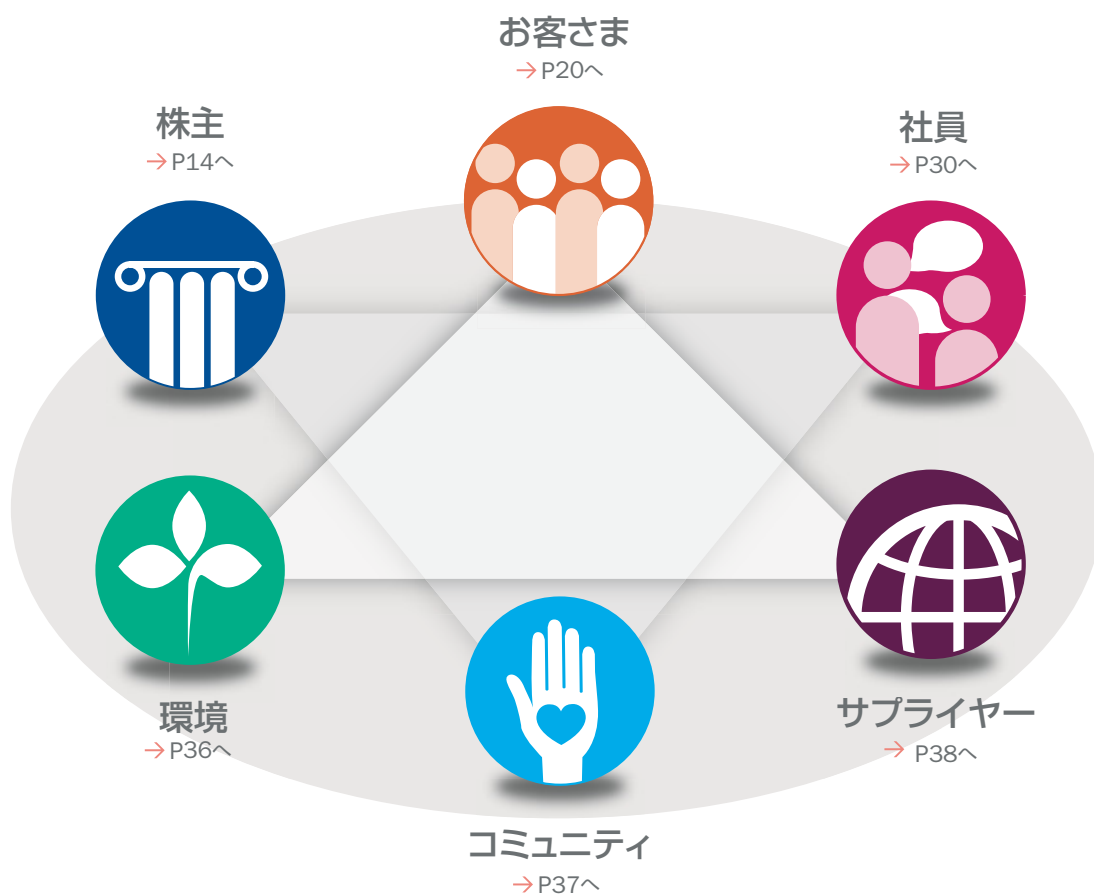 お客さま
→P20へ
株主
→P14へ
社員
→P30へ
環境
→P36へ
サプライヤー
→ P38へ
コミュニティ
→P37へ